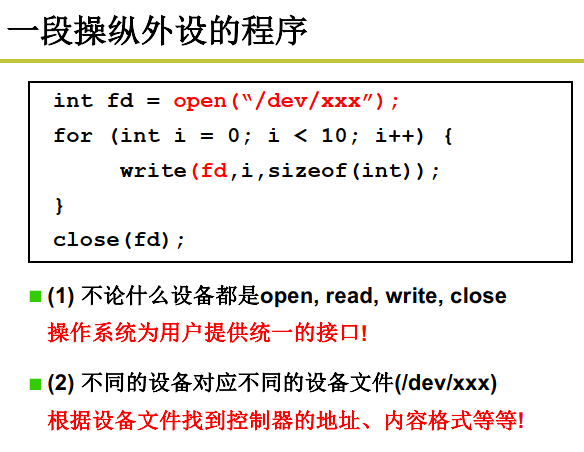 一段操纵外设的程序
int fd = open(“/dev/xxx”);
for (int i = 0; i < 10; i++) {
write(fd,i,sizeof(int));
}
close(fd);
(1) 不论什么设备都是open, read, write, close
操作系统为用户提供统一的接口!
(2) 不同的设备对应不同的设备文件(/dev/xxx)
根据设备文件找到控制器的地址、内容格式等等!